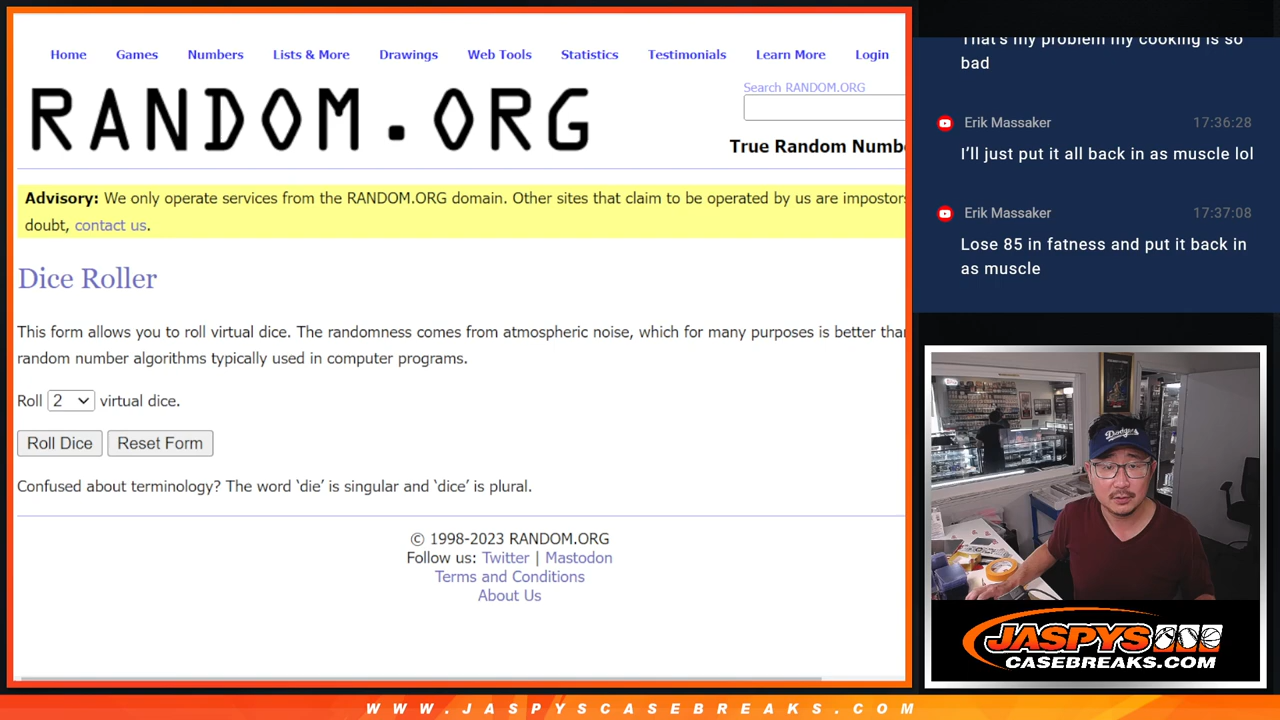 Home Games Numbers Lists & More Drawings Web Tools Statistics Testimonials Learn More Login
RANDOM.ORG
Search RANDOM.ORG
True Random Numb
Advisory: We only operate services from the RANDOM.ORG domain. Other sites that claim to be operated by us are impostors
doubt, contact us.
Dice Roller
This form allows you to roll virtual dice. The randomness comes from atmospheric noise, which for many purposes is better than
random number algorithms typically used in computer programs.
Roll 2 virtual dice.
Roll Dice Reset Form
Confused about terminology? The word ‘die’ is singular and ‘dice’ is plural.
© 1998-2023 RANDOM.ORG
Follow us: Twitter | Mastodon
Terms and Conditions
About Us
That's my problem my cooking is so
bad
Erik Massaker 17:36:28
I’ll just put it all back in as muscle lol
Erik Massaker 17:37:08
Lose 85 in fatness and put it back in
as muscle
Dodgers
JASPYS
CASEBREAKS.COM
WWW.JASPYSCASEBREAKS.COM